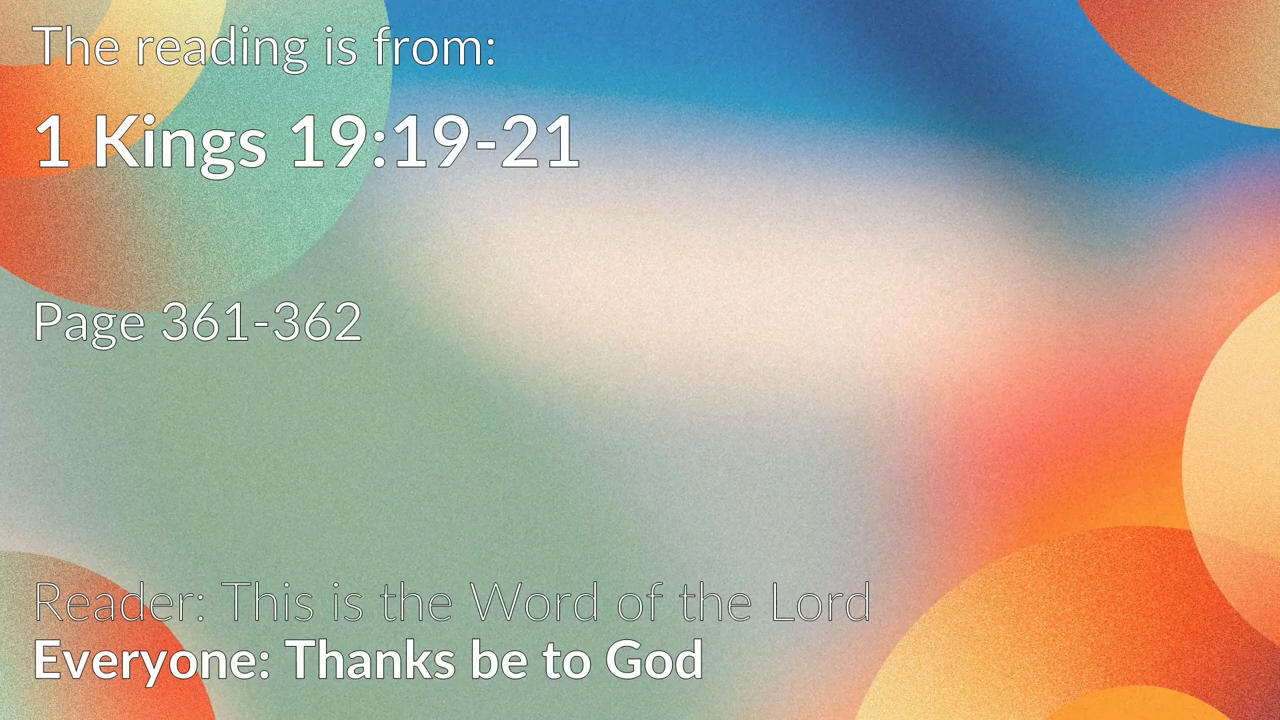 The reading is from:
1 Kings 19:19-21
Page 361-362
Reader: This is the Word of the Lord
Everyone: Thanks be to God